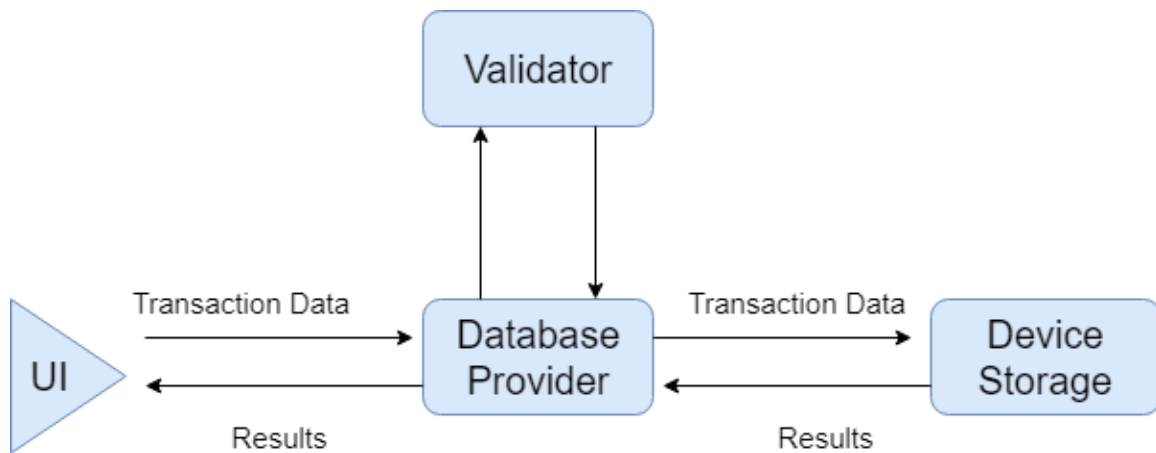 Validator
Transaction Data
Transaction Data
UI
Database
Provider
Device
Storage
Results
Results